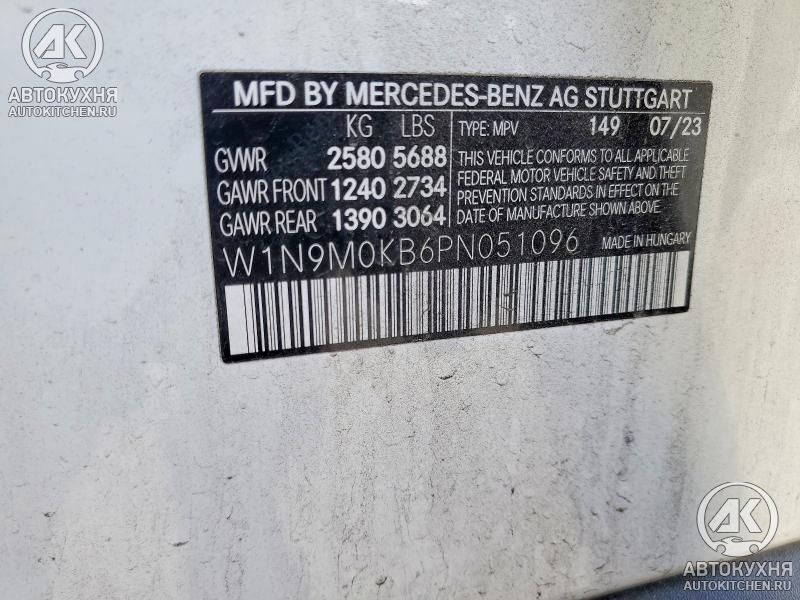 АК
АВТОКУХНЯ
AUTOKITCHEN.RU
MFD BY MERCEDES-BENZ AG STUTTGART
KG LBS
GVWR 2580 5688
GAWR FRONT 1240 2734
GAWR REAR 1390 3064
TYPE: MPV 149 07/23
THIS VEHICLE CONFORMS TO ALL APPLICABLE
FEDERAL MOTOR VEHICLE SAFETY AND THEFT
PREVENTION STANDARDS IN EFFECT ON THE
DATE OF MANUFACTURE SHOWN ABOVE.
W1N9M0KB6PN051096
MADE IN HUNGARY
АК
АВТОКУХНЯ
AUTOKITCHEN.RU